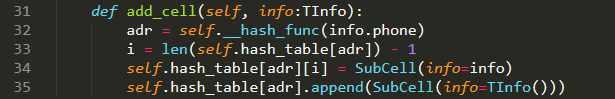 31 def add_cell(self, info:TInfo):
32 adr = self.__hash_func(info.phone)
33 i = len(self.hash_table[adr]) - 1
34 self.hash_table[adr][i] = SubCell(info=info)
35 self.hash_table[adr].append(SubCell(info=TInfo()))